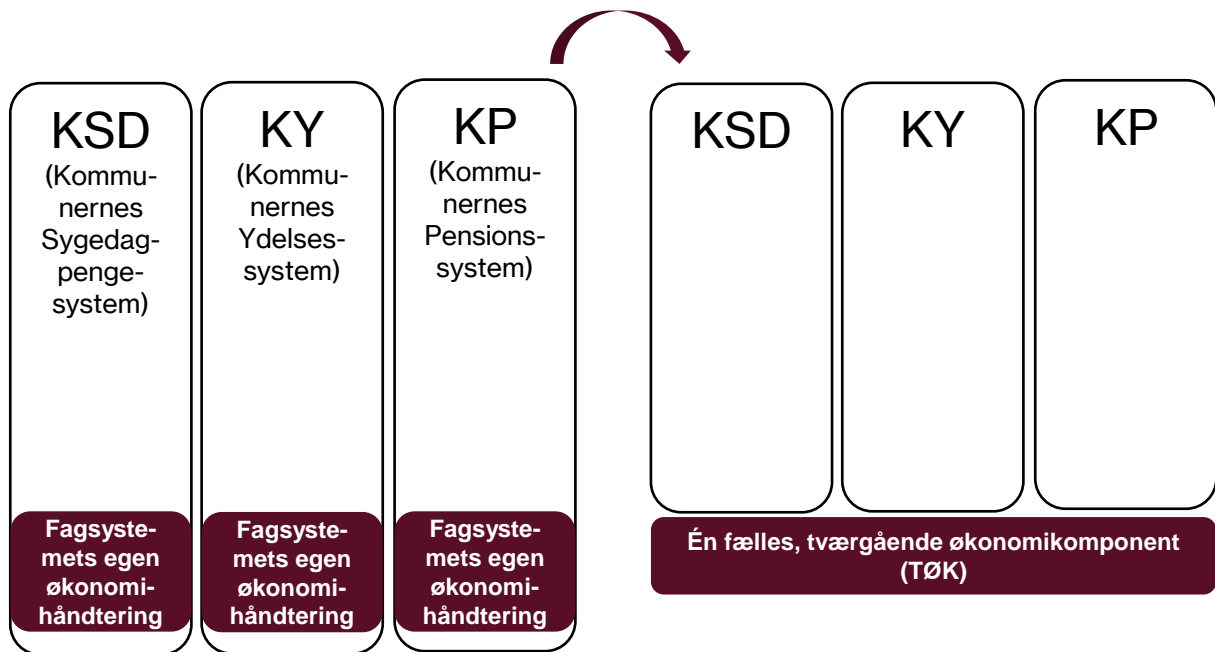 KSD
(Kommu-
nernes
Sygedag-
penge-
system)
Fagsyste-
mets egen
økonomi-
håndtering
KY
(Kommu-
nernes
Ydelses-
system)
Fagsyste-
mets egen
økonomi-
håndtering
KP
(Kommu-
nernes
Pensions-
system)
Fagsyste-
mets egen
økonomi-
håndtering
KSD
KY
KP
Én fælles, tværgående økonomikomponent
(TØK)